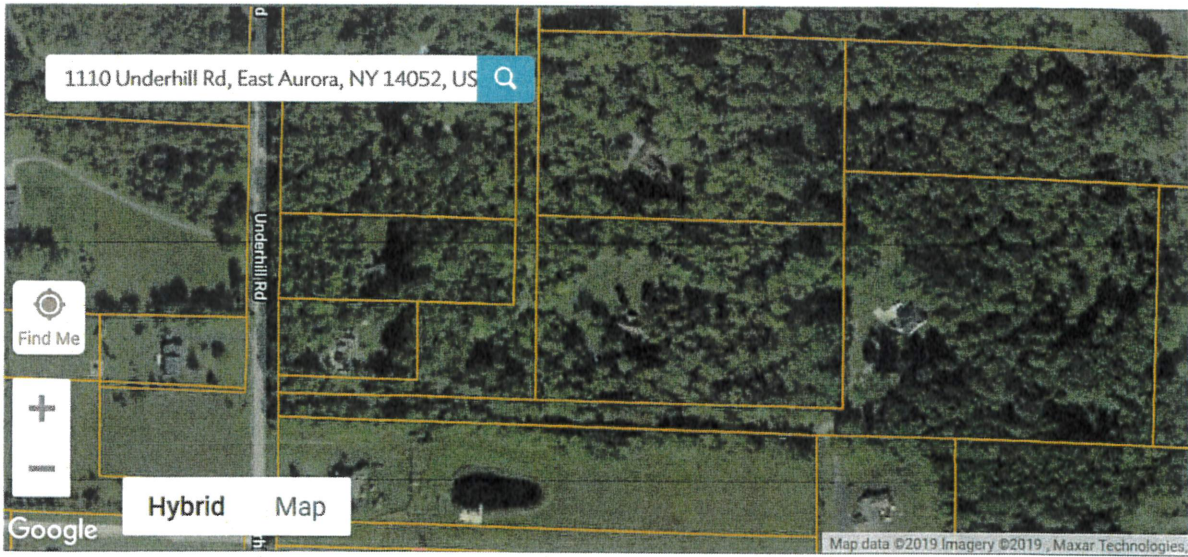 d
1110 Underhill Rd, East Aurora, NY 14052, US
Underhill Rd
Find Me
+
−
Hybrid Map
Google
Map data ©2019 Imagery ©2019 , Maxar Technologies